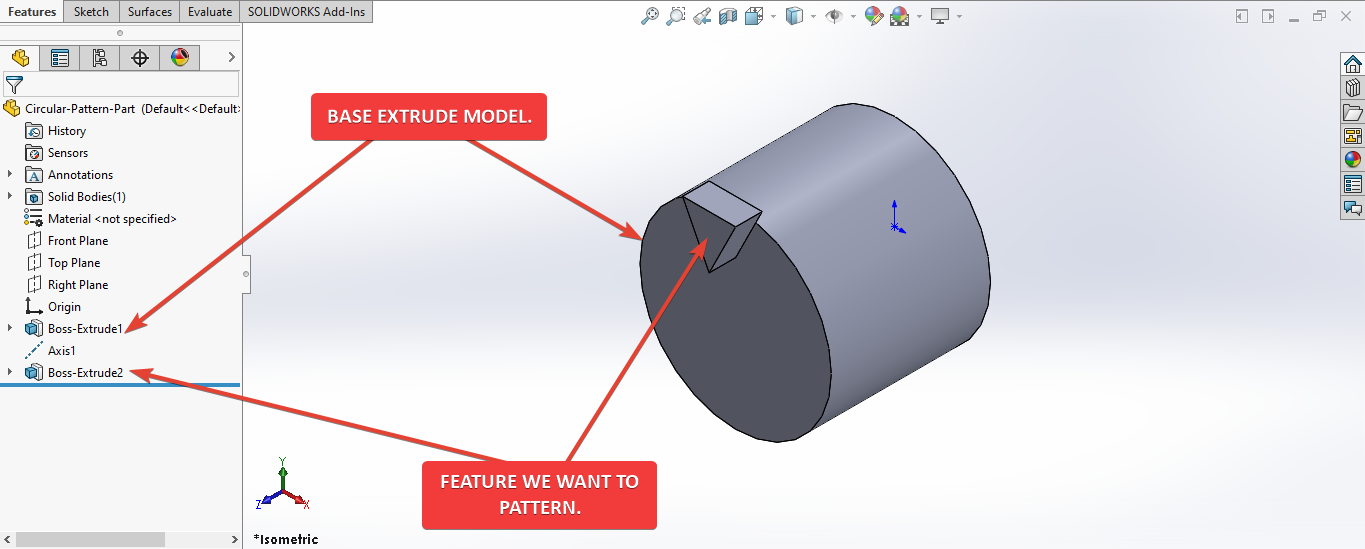 Features Sketch Surfaces Evaluate SOLIDWORKS Add-Ins
Circular-Pattern-Part (Default<<Default
History
Sensors
A Annotations
Solid Bodies(1)
Material <not specified>
Front Plane
Top Plane
Right Plane
Origin
Boss-Extrude1
Axis1
Boss-Extrude2
BASE EXTRUDE MODEL.
FEATURE WE WANT TO
PATTERN.
Y
Z X
*Isometric